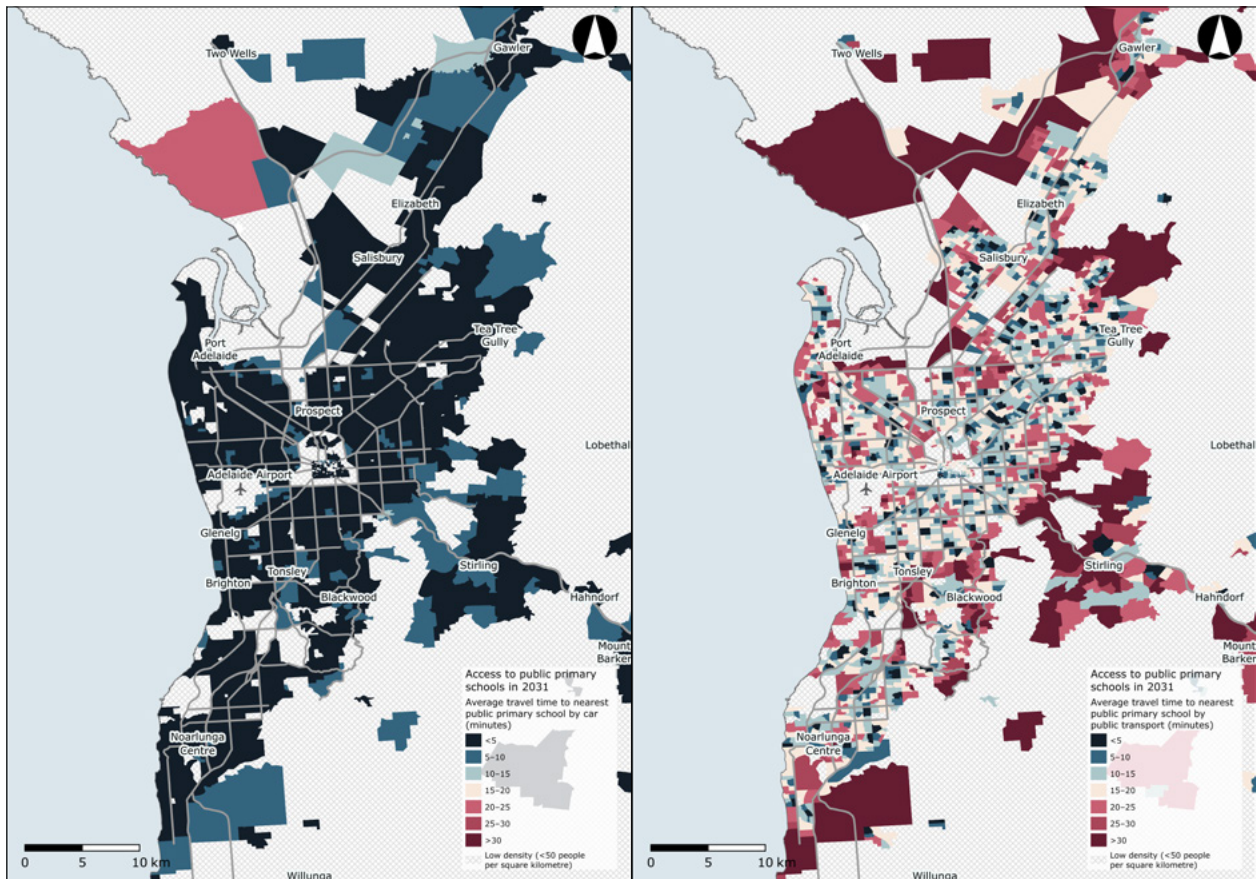 Two Wells
Gawler
Elizabeth
Salisbury
Port
Adelaide
Tea Tree
Gully
Prospect
Lobethal
Adelaide Airport
Glenelg
Stirling
Tonsley
Brighton
Blackwood
Hahndorf
Mount
Barker
Noarlunga
Centre
Willunga
Access to public primary
schools in 2031
Average travel time to nearest
public primary school by car
(minutes)
<5
5–10
10–15
15–20
20–25
25–30
>30
Low density (<50 people
per square kilometre)
0 5 10 km
Two Wells
Gawler
Elizabeth
Salisbury
Port
Adelaide
Tea Tree
Gully
Prospect
Lobethal
Adelaide Airport
Glenelg
Stirling
Tonsley
Brighton
Blackwood
Hahndorf
Mount
Barker
Noarlunga
Centre
Willunga
Access to public primary
schools in 2031
Average travel time to nearest
public primary school by
public transport (minutes)
<5
5–10
10–15
15–20
20–25
25–30
>30
Low density (<50 people
per square kilometre)
0 5 10 km